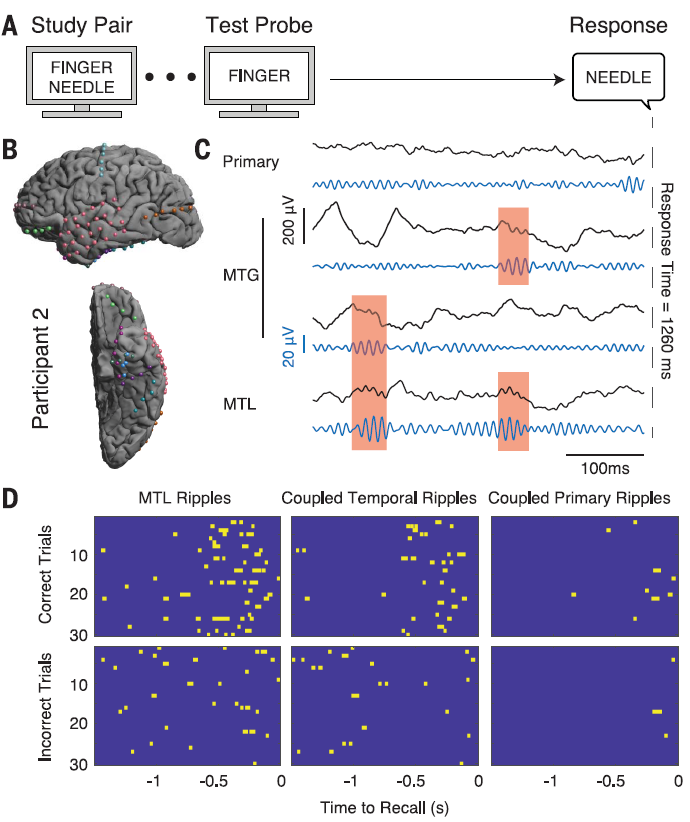 A
Study Pair
Test Probe
Response
FINGER
NEEDLE
FINGER
NEEDLE
B
Participant 2
C
Primary
200 μV
MTG
20 μV
MTL
Response Time = 1260 ms
100ms
D
MTL Ripples
Coupled Temporal Ripples
Coupled Primary Ripples
Correct Trials
10
20
30
Incorrect Trials
10
20
30
-1 -0.5 0
-1 -0.5 0
-1 -0.5 0
Time to Recall (s)